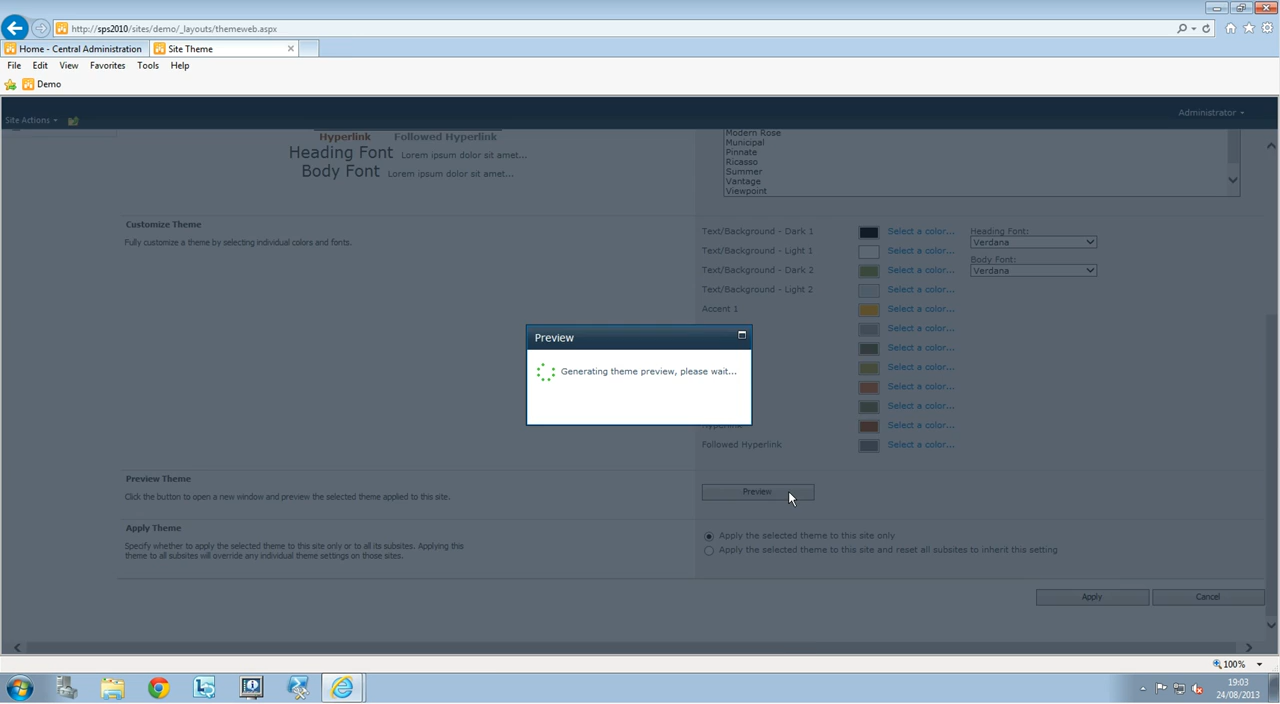 http://sps2010/sites/demo/_layouts/themeweb.aspx
Home - Central Administration
Site Theme
File Edit View Favorites Tools Help
Demo
Site Actions
Administrator
Hyperlink Followed Hyperlink
Heading Font Lorem ipsum dolor sit amet...
Body Font Lorem ipsum dolor sit amet...
Modern Rose
Municipal
Pinnate
Ricasso
Summer
Vantage
Viewpoint
Customize Theme
Fully customize a theme by selecting individual colors and fonts.
Text/Background - Dark 1 Select a color...
Text/Background - Light 1 Select a color...
Text/Background - Dark 2 Select a color...
Text/Background - Light 2 Select a color...
Accent 1 Select a color...
Select a color...
Select a color...
Select a color...
Select a color...
Select a color...
Hyperlink Select a color...
Followed Hyperlink Select a color...
Heading Font:
Verdana
Body Font:
Verdana
Preview
Generating theme preview, please wait...
Preview Theme
Click the button to open a new window and preview the selected theme applied to this site.
Preview
Apply Theme
Specify whether to apply the selected theme to this site only or to all its subsites. Applying this
theme to all subsites will override any individual theme settings on those sites.
Apply the selected theme to this site only
Apply the selected theme to this site and reset all subsites to inherit this setting
Apply
Cancel
100%
19:03
24/08/2013